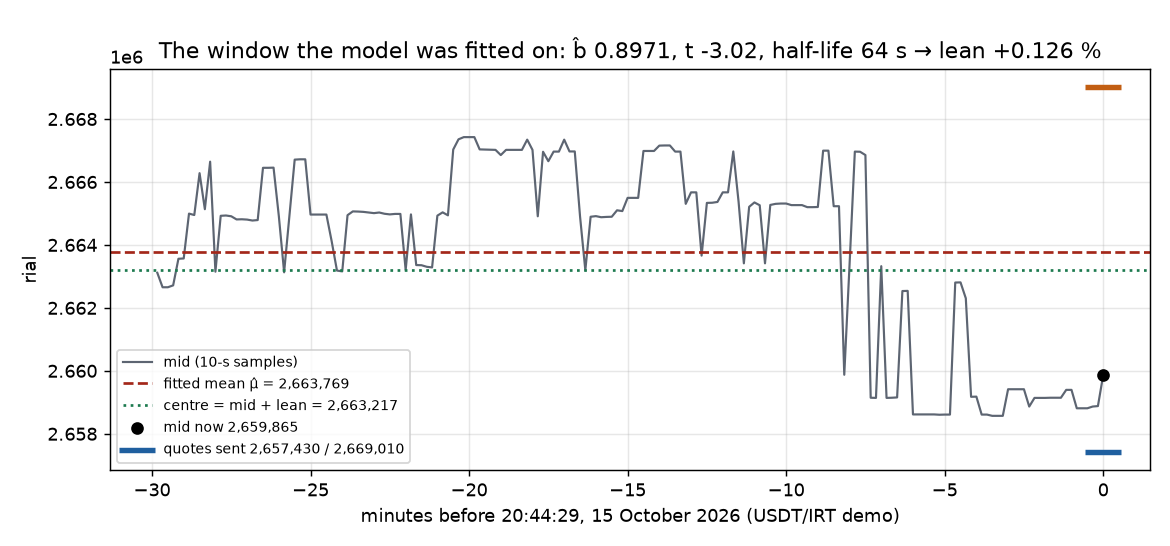 The window the model was fitted on: b̂ 0.8971, t -3.02, half-life 64 s → lean +0.126 %
1e6
2.668
2.666
2.664
2.662
2.660
2.658
rial
mid (10-s samples)
fitted mean μ̂ = 2,663,769
centre = mid + lean = 2,663,217
mid now 2,659,865
quotes sent 2,657,430 / 2,669,010
−30 −25 −20 −15 −10 −5 0
minutes before 20:44:29, 15 October 2026 (USDT/IRT demo)